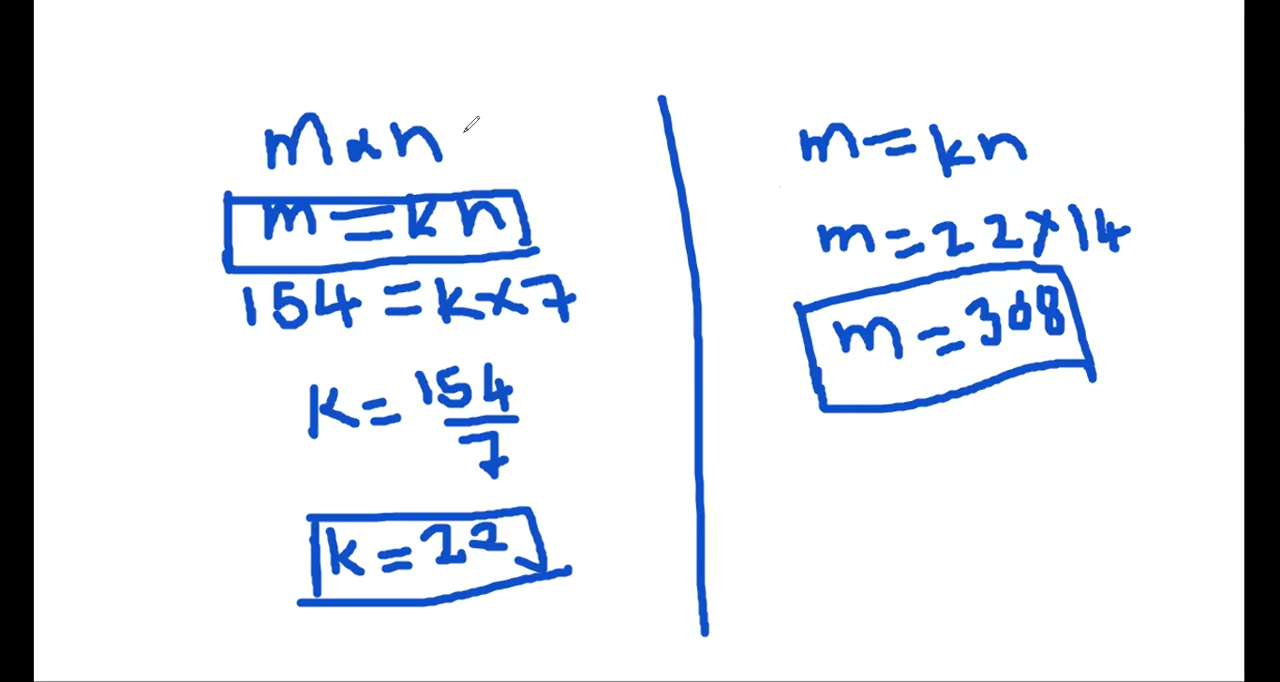 m ∝ n
m = kn
154 = k × 7
k = 154/7
k = 22
m = kn
m = 22 × 14
m = 308